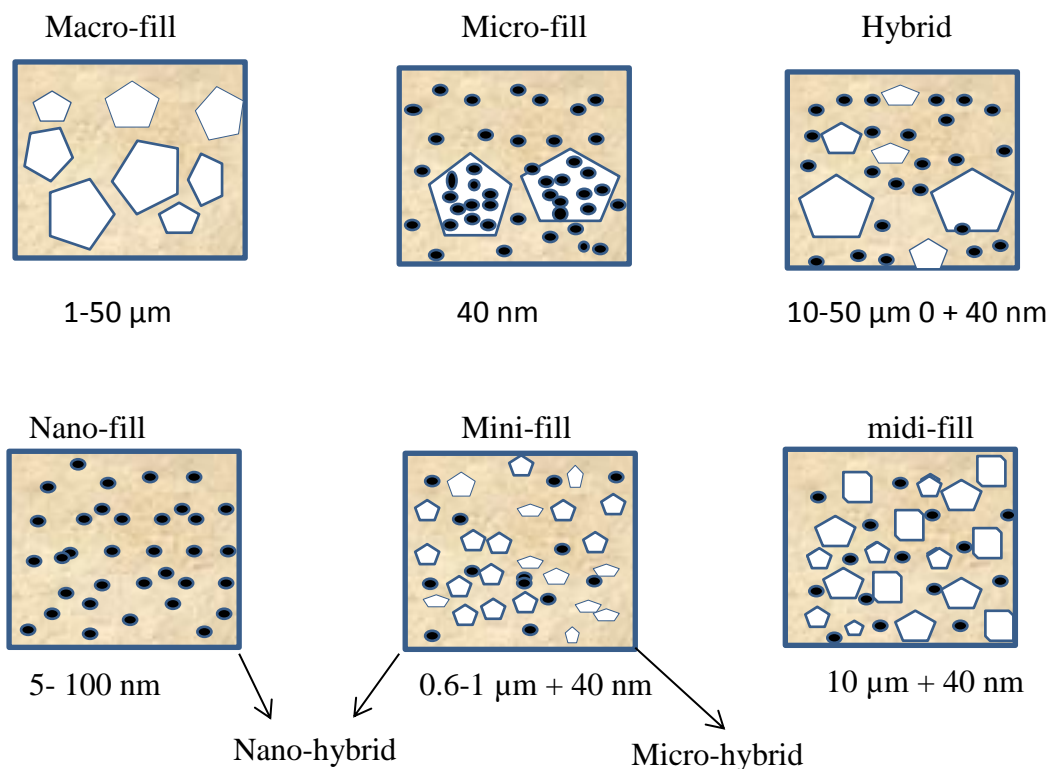 Macro-fill
Micro-fill
Hybrid
1-50 µm
40 nm
10-50 µm 0 + 40 nm
Nano-fill
Mini-fill
midi-fill
5- 100 nm
0.6-1 µm + 40 nm
10 µm + 40 nm
Nano-hybrid
Micro-hybrid